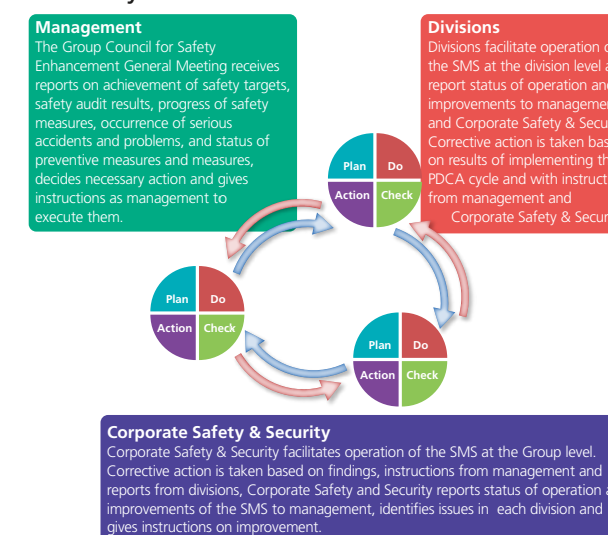 Management
The Group Council for Safety
Enhancement General Meeting receives
reports on achievement of safety targets,
safety audit results, progress of safety
measures, occurrence of serious
accidents and problems, and status of
preventive measures and measures,
decides necessary action and gives
instructions as management to
execute them.
Divisions
Divisions facilitate operation
the SMS at the division level
report status of operation and
improvements to
and Corporate Safety &
Corrective action is taken
on results of implementing
PDCA cycle and with
from management and
Corporate Safety &
Plan Do
Action Check
Plan Do
Action Check
Plan Do
Action Check
Corporate Safety & Security
Corporate Safety & Security facilitates operation of the SMS at the Group level.
Corrective action is taken based on findings, instructions from management and
reports from divisions, Corporate Safety and Security reports status of operation
improvements of the SMS to management, identifies issues in each division and
gives instructions on improvement.